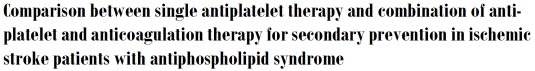 Comparison between single antiplatelet therapy and combination of anti-
platelet and anticoagulation therapy for secondary prevention in ischemic
stroke patients with antiphospholipid syndrome